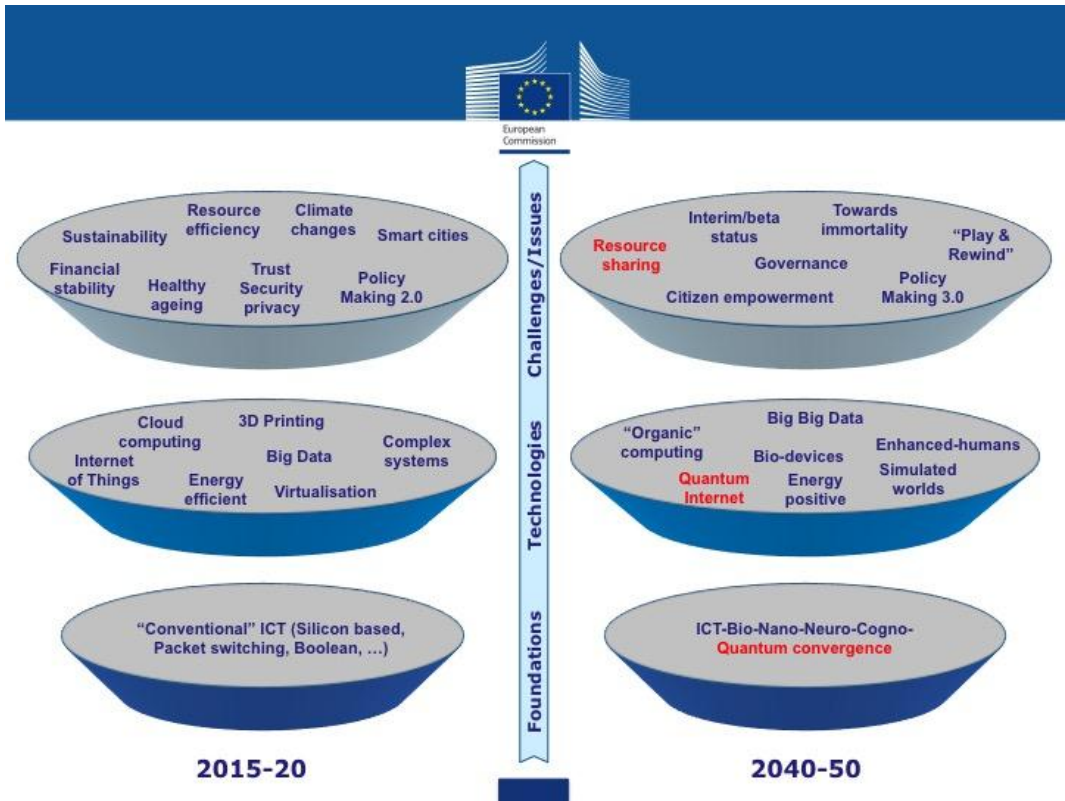 European
Commission
Resource
efficiency
Climate
changes
Sustainability
Smart cities
Financial
stability
Healthy
ageing
Trust
Security
privacy
Policy
Making 2.0
Challenges/Issues
Interim/beta
status
Towards
immortality
Resource
sharing
“Play &
Rewind”
Governance
Citizen empowerment
Policy
Making 3.0
Cloud
computing
3D Printing
Complex
systems
Internet
of Things
Big Data
Energy
efficient
Virtualisation
Technologies
Big Big Data
“Organic”
computing
Enhanced-humans
Bio-devices
Quantum
Internet
Energy
positive
Simulated
worlds
“Conventional” ICT (Silicon based,
Packet switching, Boolean, …)
Foundations
ICT-Bio-Nano-Neuro-Cogno-
Quantum convergence
2015-20
2040-50